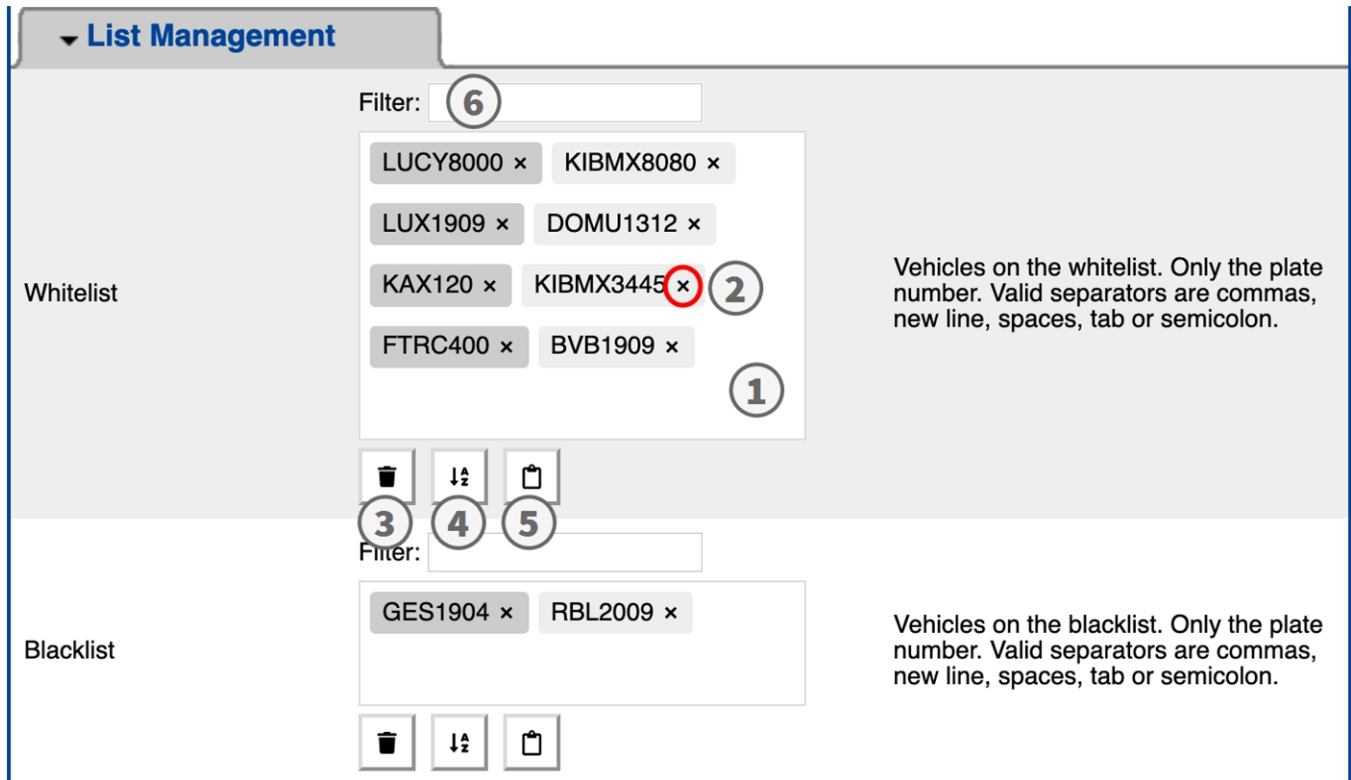 List Management
Filter: 6
LUCY8000 × KIBMX8080 ×
LUX1909 × DOMU1312 ×
KAX120 × KIBMX3445 × 2
FTRC400 × BVB1909 ×
1
Whitelist
Vehicles on the whitelist. Only the plate
number. Valid separators are commas,
new line, spaces, tab or semicolon.
3 4 5
Filter:
GES1904 × RBL2009 ×
Blacklist
Vehicles on the blacklist. Only the plate
number. Valid separators are commas,
new line, spaces, tab or semicolon.